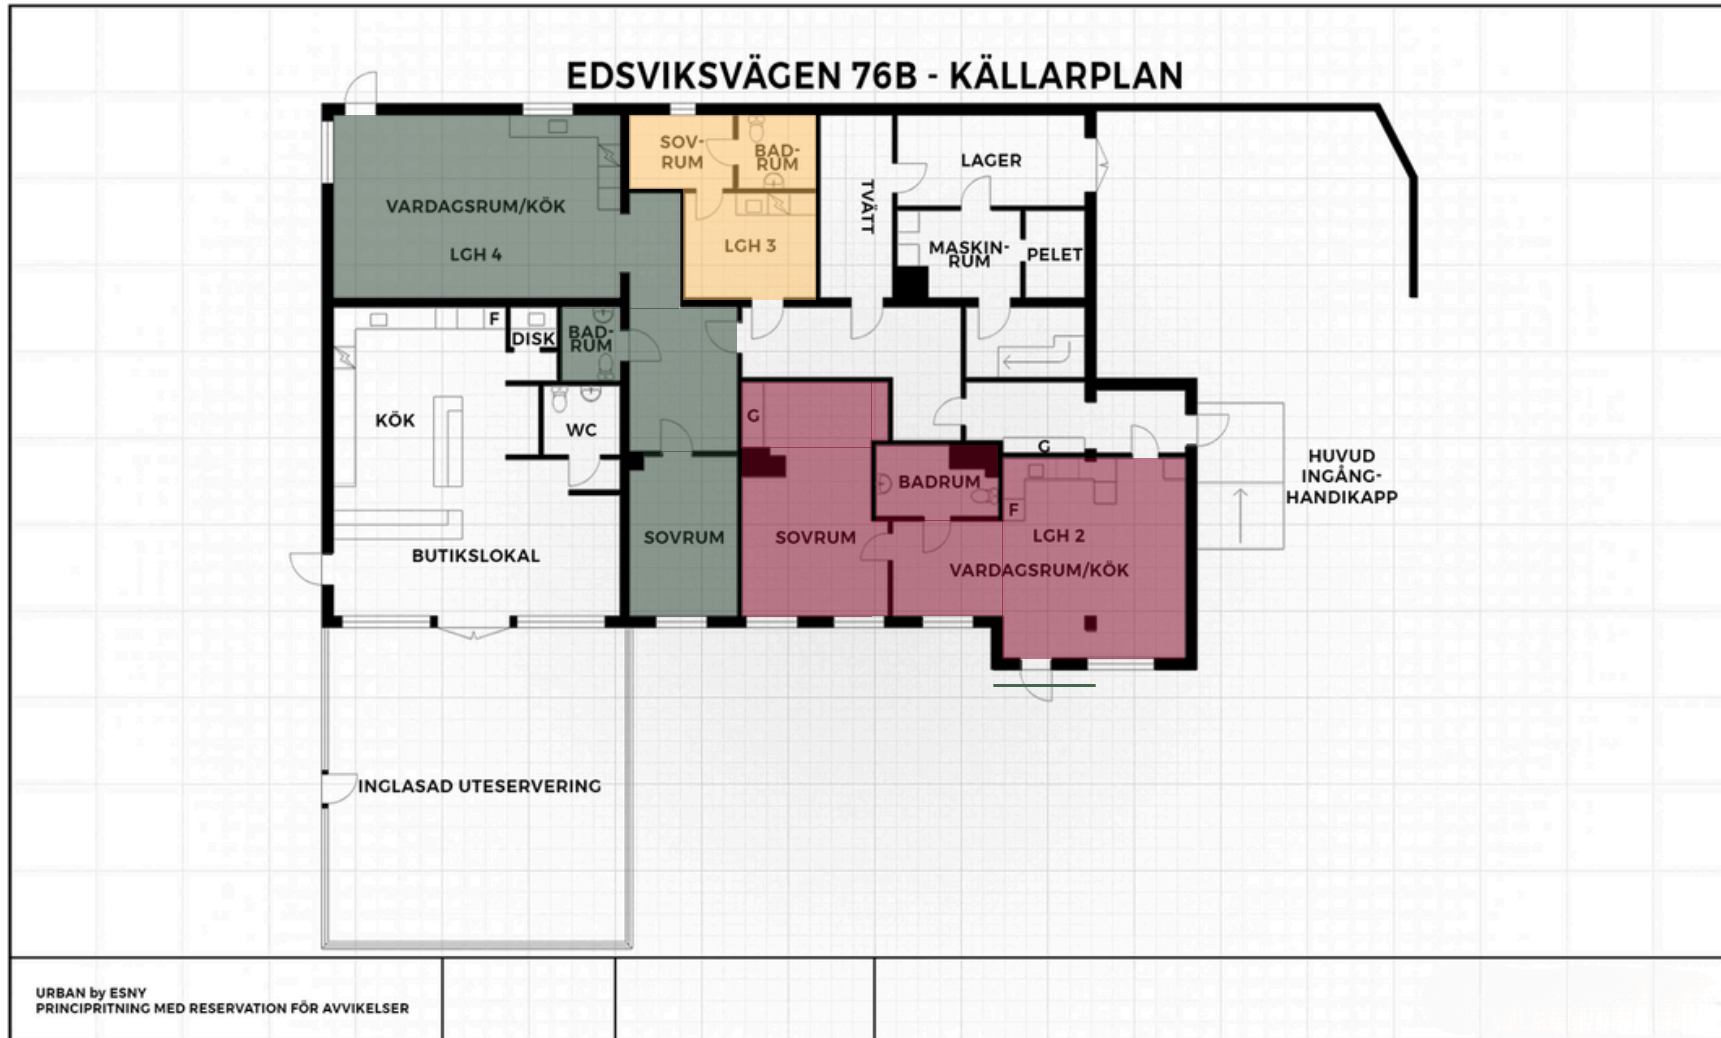 EDSVIKSVÄGEN 76B - KÄLLARPLAN
SOV-
RUM
BAD-
RUM
LAGER
VARDAGSRUM/KÖK
LGH 4
LGH 3
TVÄTT
MASKIN-
RUM
PELET
F
DISK
BAD-
RUM
KÖK
WC
G
G
BADRUM
F
HUVUD
INGÅNG-
HANDIKAPP
SOVRUM
SOVRUM
LGH 2
VARDAGSRUM/KÖK
BUTIKSLOKAL
INGLASAD UTESERVERING
URBAN by ESNY
PRINCIPRITNING MED RESERVATION FÖR AVVIKELSER